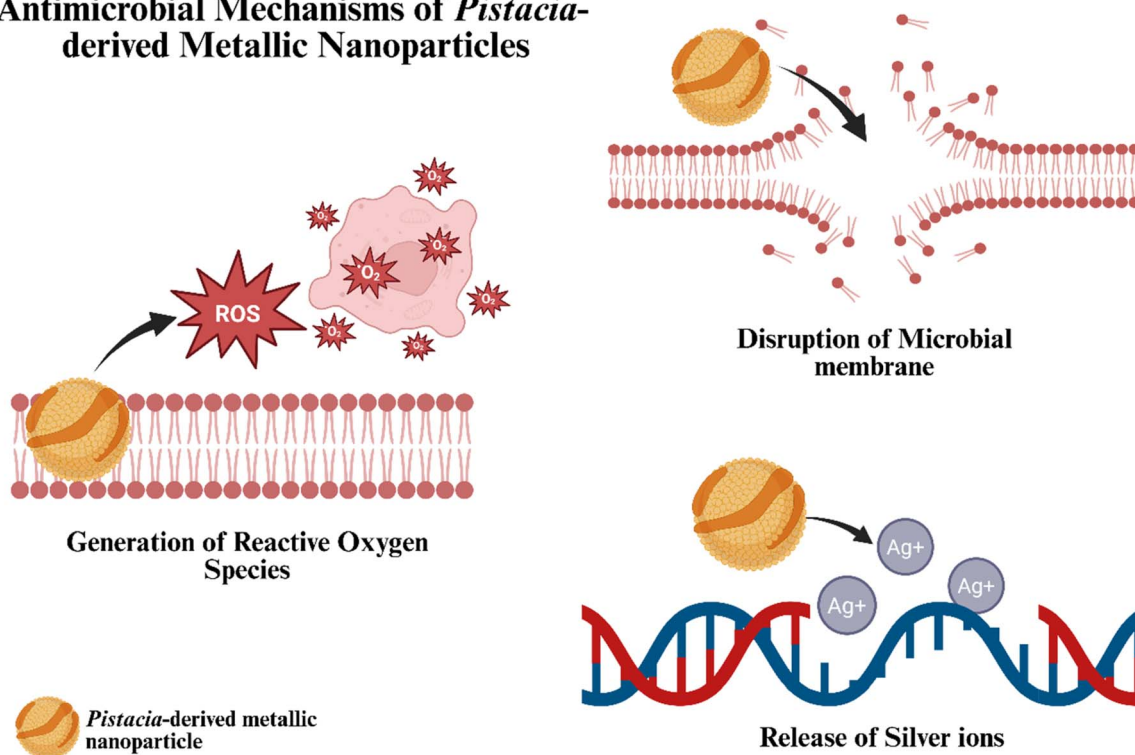 Antimicrobial Mechanisms of Pistacia-
derived Metallic Nanoparticles
O₂
O₂
O₂
˙O₂
ROS
˙O₂
O₂
O₂
Generation of Reactive Oxygen
Species
Disruption of Microbial
membrane
Ag+
Ag+
Ag+
Release of Silver ions
Pistacia-derived metallic
nanoparticle